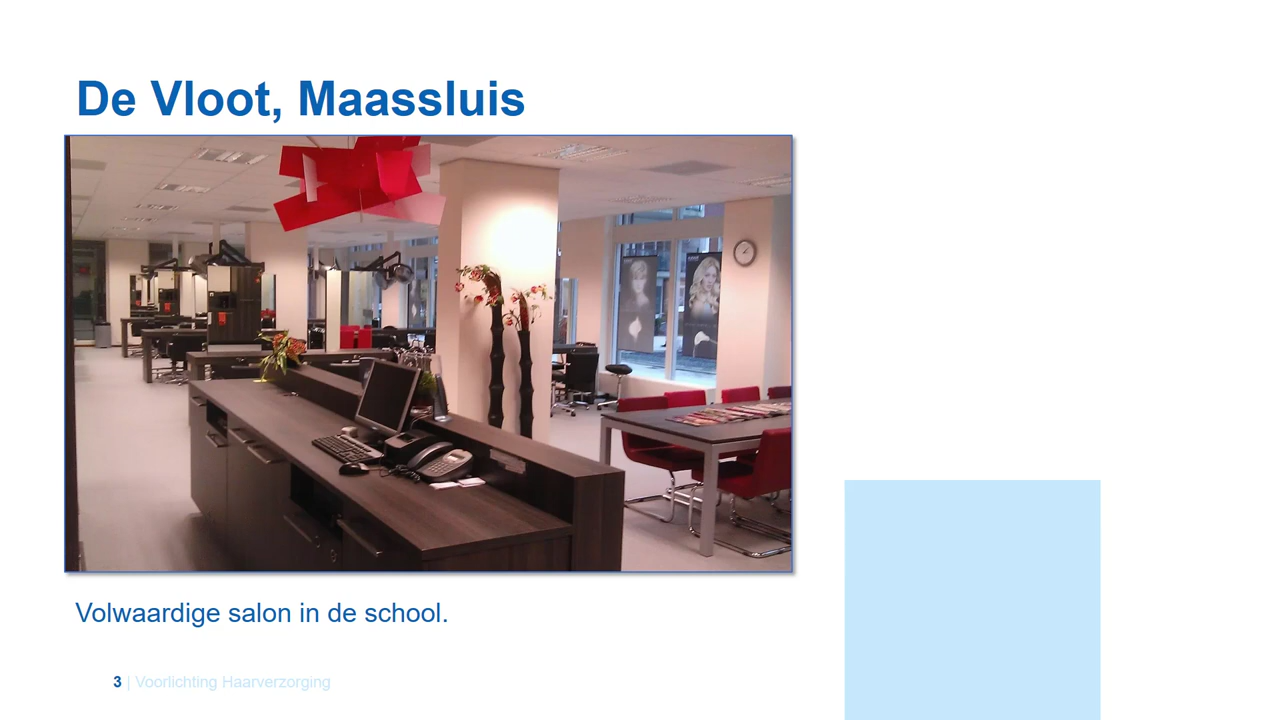 De Vloot, Maassluis
Volwaardige salon in de school.
3 | Voorlichting Haarverzorging